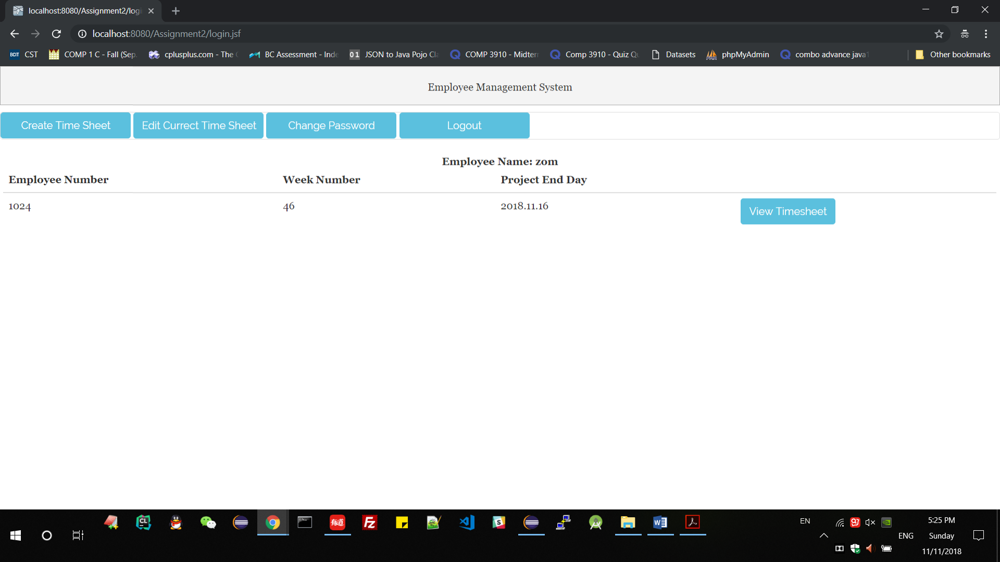 localhost:8080/Assignment2/logi
localhost:8080/Assignment2/login.jsf
BCIT CST COMP 1 C - Fall (Sep. cplusplus.com - The C BC Assessment - Inde 01 JSON to Java Pojo Cla COMP 3910 - Midterm Comp 3910 - Quiz Qu Datasets phpMyAdmin combo advance java1 Other bookmarks
Employee Management System
Create Time Sheet Edit Currect Time Sheet Change Password Logout
Employee Name: zom
Employee Number Week Number Project End Day
1024 46 2018.11.16 View Timesheet
EN 5:25 PM
ENG Sunday
11/11/2018